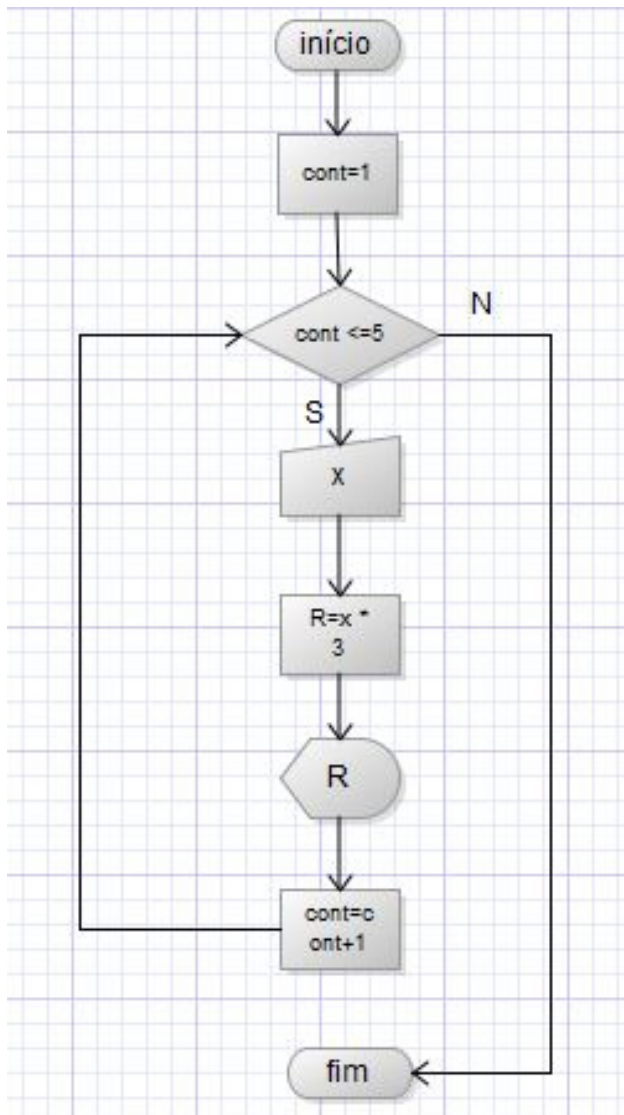 início
cont=1
cont <=5
N
S
X
R=x *
3
R
cont=c
ont+1
fim